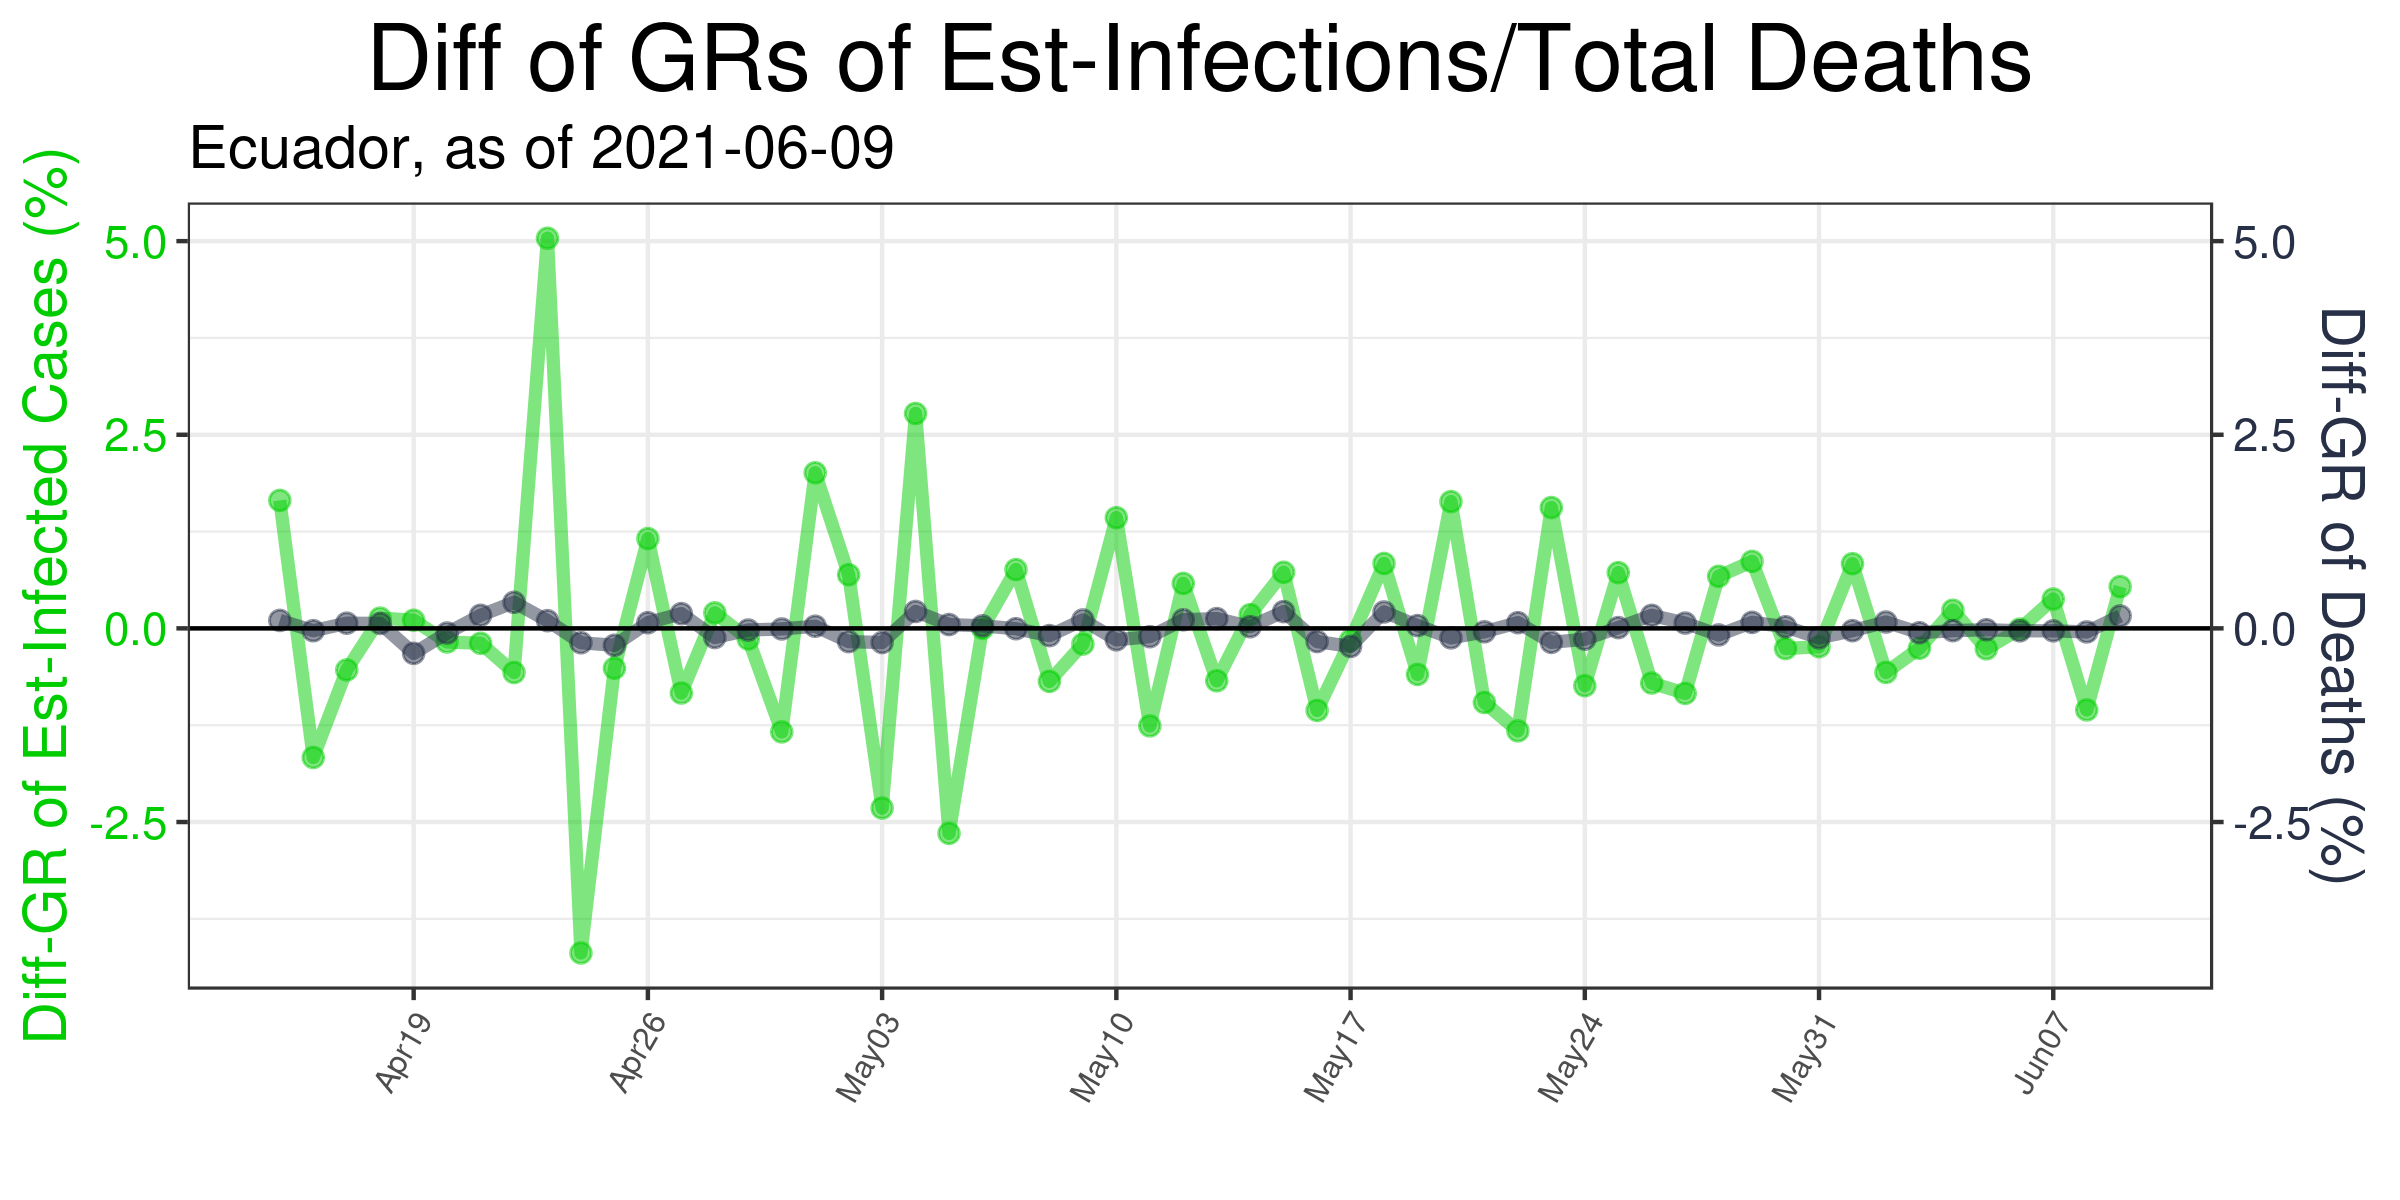 Diff of GRs of Est-Infections/Total Deaths
Ecuador, as of 2021-06-09
Diff-GR of Est-Infected Cases (%)
5.0
2.5
0.0
-2.5
5.0
2.5
0.0
-2.5
Diff-GR of Deaths (%)
Apr19
Apr26
May03
May10
May17
May24
May31
Jun07